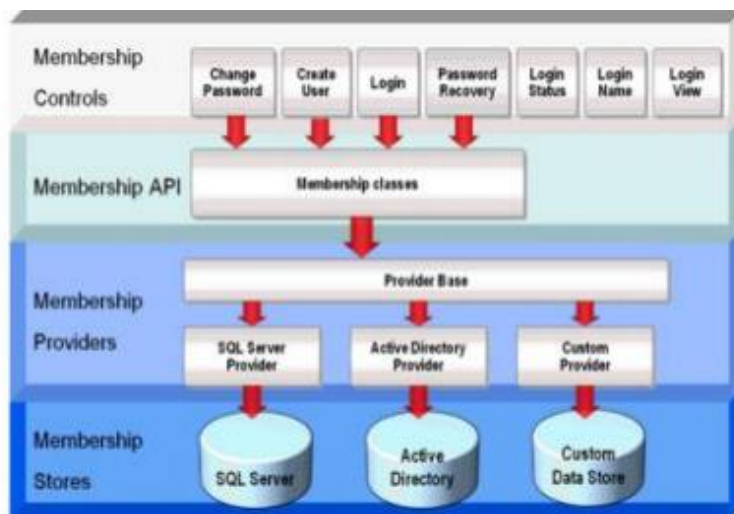 Membership
Controls
Change
Password
Create
User
Login
Password
Recovery
Login
Status
Login
Name
Login
View
Membership API
Membership classes
Membership
Providers
Provider Base
SQL Server
Provider
Active Directory
Provider
Custom
Provider
Membership
Stores
SQL Server
Active
Directory
Custom
Data Store